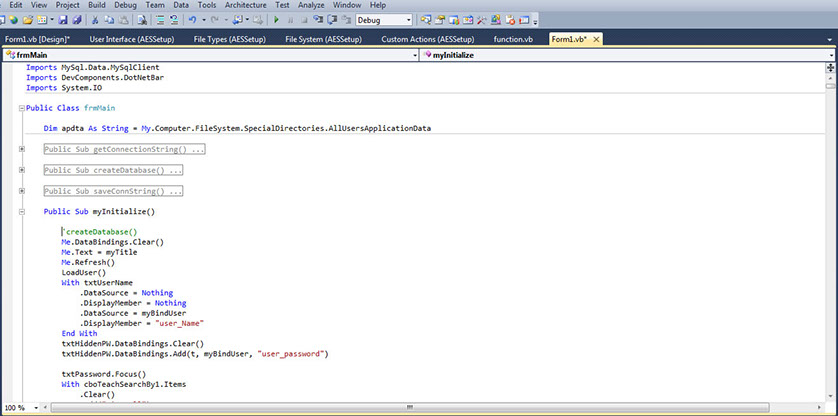 Edit View Project Build Debug Team Data Tools Architecture Test Analyze Window Help
Debug
Form1.vb [Design]* User Interface (AESSetup) File Types (AESSetup) File System (AESSetup) Custom Actions (AESSetup) function.vb Form1.vb* ×
frmMain myInitialize
Imports MySql.Data.MySqlClient
Imports DevComponents.DotNetBar
Imports System.IO
Public Class frmMain
Dim apdta As String = My.Computer.FileSystem.SpecialDirectories.AllUsersApplicationData
Public Sub getConnectionString() ...
Public Sub createDatabase() ...
Public Sub saveConnString() ...
Public Sub myInitialize()
'createDatabase()
Me.DataBindings.Clear()
Me.Text = myTitle
Me.Refresh()
LoadUser()
With txtUserName
.DataSource = Nothing
.DisplayMember = Nothing
.DataSource = myBindUser
.DisplayMember = "user_Name"
End With
txtHiddenPW.DataBindings.Clear()
txtHiddenPW.DataBindings.Add(t, myBindUser, "user_password")
txtPassword.Focus()
With cboTeachSearchBy1.Items
.Clear()
100 %